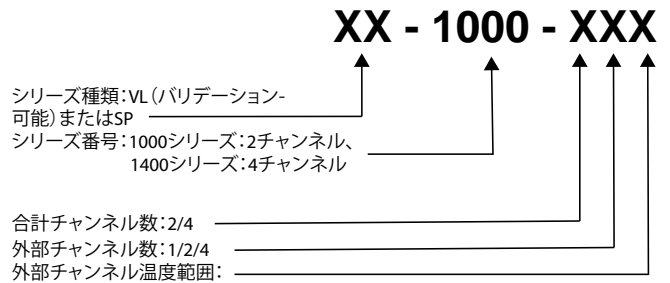 XX - 1000 - XXX
シリーズ種類：VL（バリデーション-
可能）またはSP
シリーズ番号：1000シリーズ：2チャンネル、
1400シリーズ：4チャンネル
合計チャンネル数：2/4
外部チャンネル数：1/2/4
外部チャンネル温度範囲：